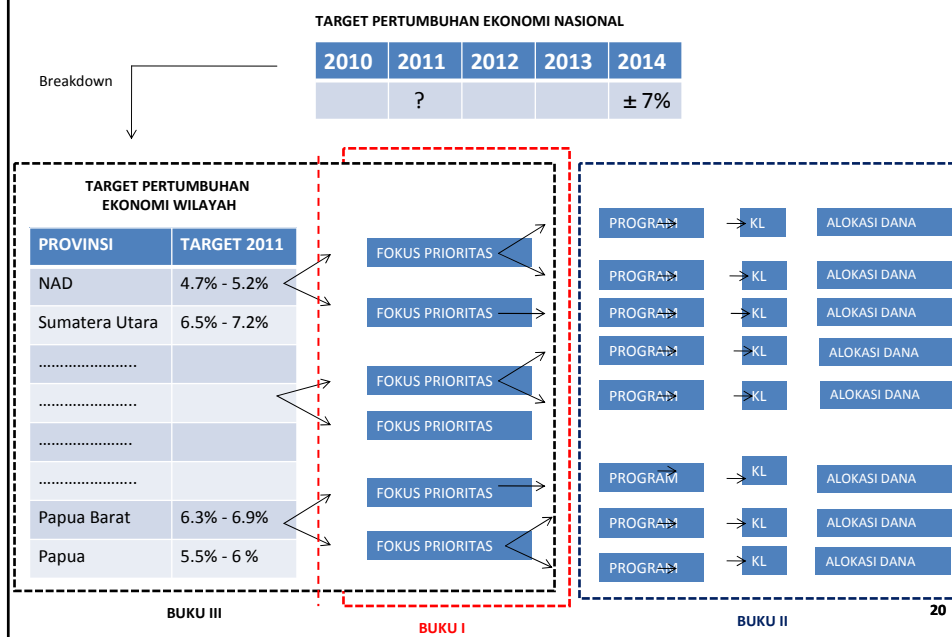 TARGET PERTUMBUHAN EKONOMI NASIONAL
2010 2011 2012 2013 2014
? ± 7%
Breakdown
TARGET PERTUMBUHAN
EKONOMI WILAYAH
PROVINSI TARGET 2011
NAD 4.7% - 5.2%
Sumatera Utara 6.5% - 7.2%
.......................
.......................
......................
.......................
Papua Barat 6.3% - 6.9%
Papua 5.5% - 6 %
FOKUS PRIORITAS
FOKUS PRIORITAS
FOKUS PRIORITAS
FOKUS PRIORITAS
FOKUS PRIORITAS
FOKUS PRIORITAS
PROGRAM KL ALOKASI DANA
PROGRAM KL ALOKASI DANA
PROGRAM KL ALOKASI DANA
PROGRAM KL ALOKASI DANA
PROGRAM KL ALOKASI DANA
PROGRAM KL ALOKASI DANA
PROGRAM KL ALOKASI DANA
PROGRAM KL ALOKASI DANA
BUKU III
BUKU I
BUKU II
20